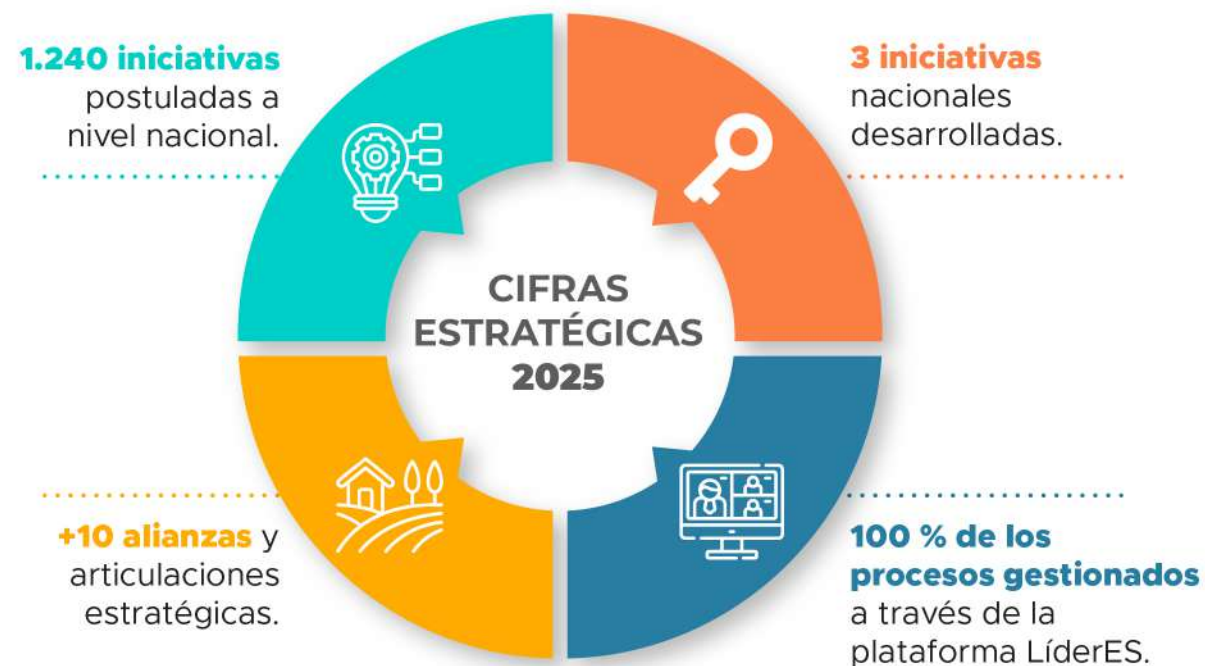 1.240 iniciativas
postuladas a
nivel nacional.
3 iniciativas
nacionales
desarrolladas.
CIFRAS
ESTRATÉGICAS
2025
+10 alianzas y
articulaciones
estratégicas.
100 % de los
procesos gestionados
a través de la
plataforma LíderES.